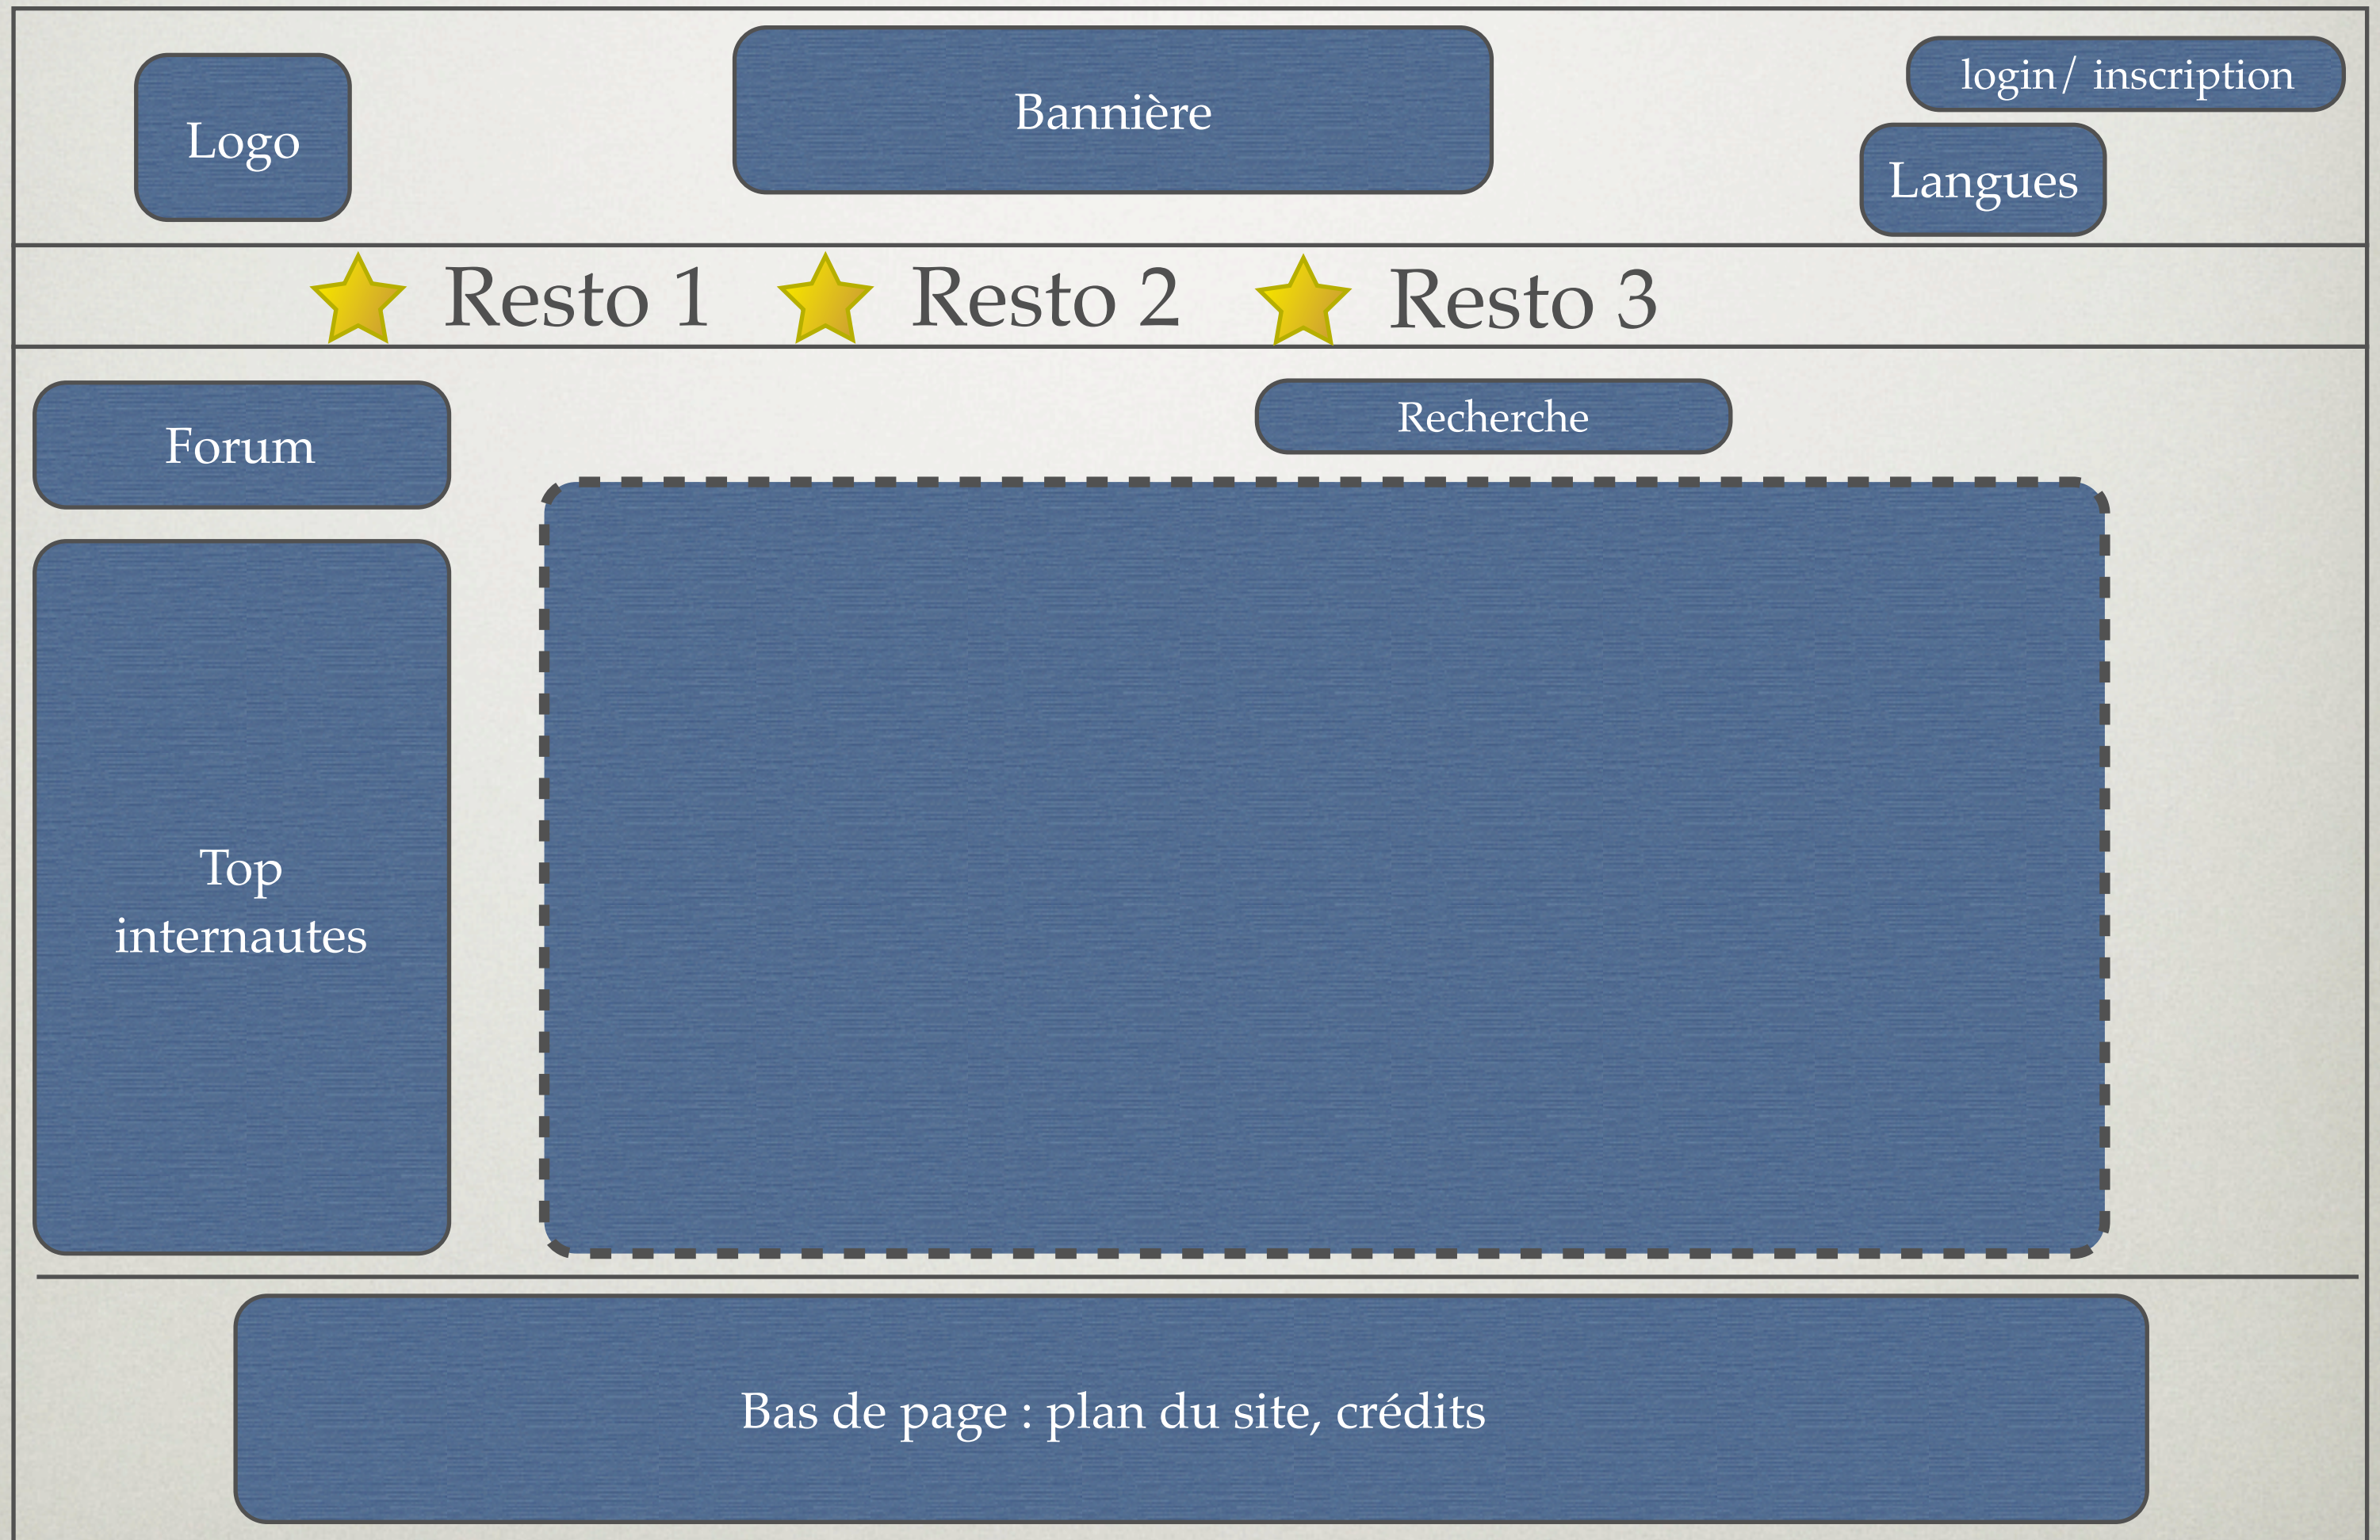 Logo
Bannière
login/ inscription
Langues
Resto 1
Resto 2
Resto 3
Forum
Recherche
Top
internautes
Bas de page : plan du site, crédits